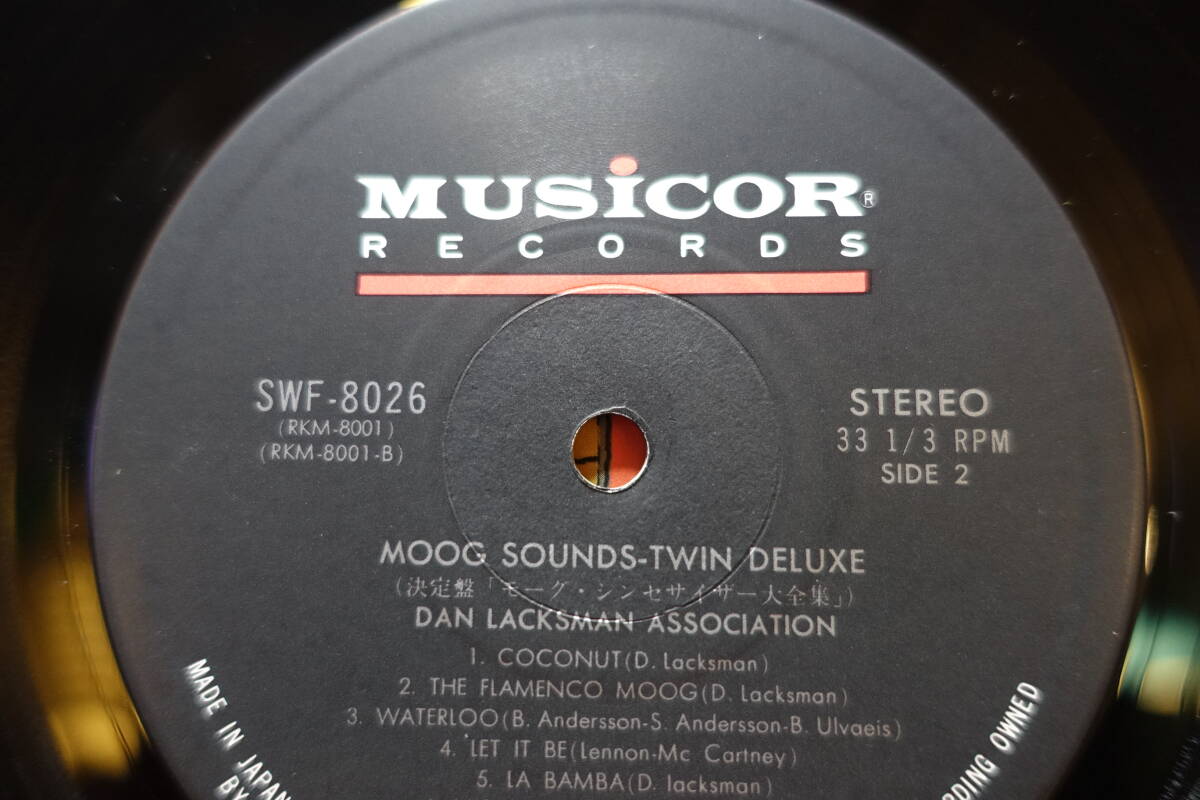 MUSiCOR®
RECORDS
SWF-8026
(RKM-8001)
(RKM-8001-B)
STEREO
33 1/3 RPM
SIDE 2
MOOG SOUNDS-TWIN DELUXE
(決定盤「モーグ・シンセサイザー大全集」)
DAN LACKSMAN ASSOCIATION
1. COCONUT(D. Lacksman)
2. THE FLAMENCO MOOG(D. Lacksman)
3. WATERLOO(B. Andersson-S. Andersson-B. Ulvaeis)
4. LET IT BE(Lennon-Mc Cartney)
5. LA BAMBA(D. lacksman)
MADE IN JAPAN
BY
OWNED